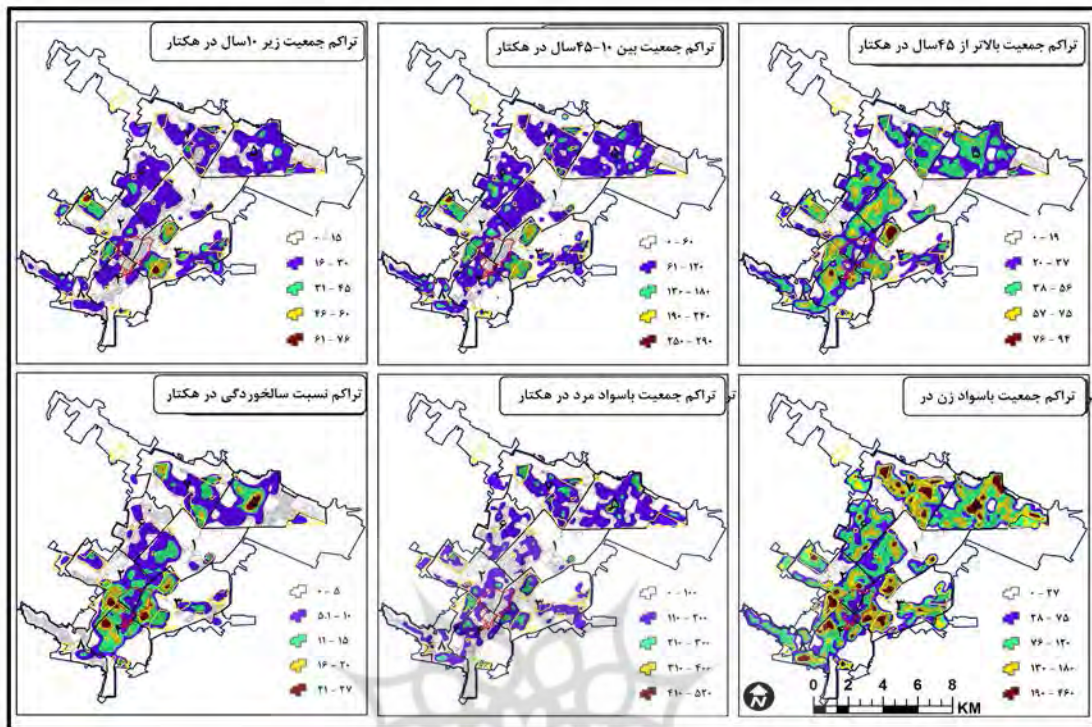 تراکم جمعیت بالاتر از ۴۵سال در هکتار
۰ - ۱۹
۲۰ - ۳۷
۳۸ - ۵۶
۵۷ - ۷۵
۷۶ - ۹۴
تراکم جمعیت بین ۱۰-۴۵سال در هکتار
۰ - ۶۰
۶۱ - ۱۲۰
۱۳۰ - ۱۸۰
۱۹۰ - ۲۴۰
۲۵۰ - ۲۹۰
تراکم جمعیت زیر ۱۰سال در هکتار
۰ - ۱۵
۱۶ - ۳۰
۳۱ - ۴۵
۴۶ - ۶۰
۶۱ - ۷۶
تراکم جمعیت باسواد زن در
۰ - ۲۷
۲۸ - ۷۵
۷۶ - ۱۲۰
۱۳۰ - ۱۸۰
۱۹۰ - ۴۶۰
N
0 2 4 6 8
KM
تراکم جمعیت باسواد مرد در هکتار
۰ - ۱۰۰
۱۱۰ - ۲۰۰
۲۱۰ - ۳۰۰
۳۱۰ - ۴۰۰
۴۱۰ - ۵۲۰
تراکم نسبت سالخوردگی در هکتار
۰ - ۵
۵.۱ - ۱۰
۱۱ - ۱۵
۱۶ - ۲۰
۲۱ - ۲۷